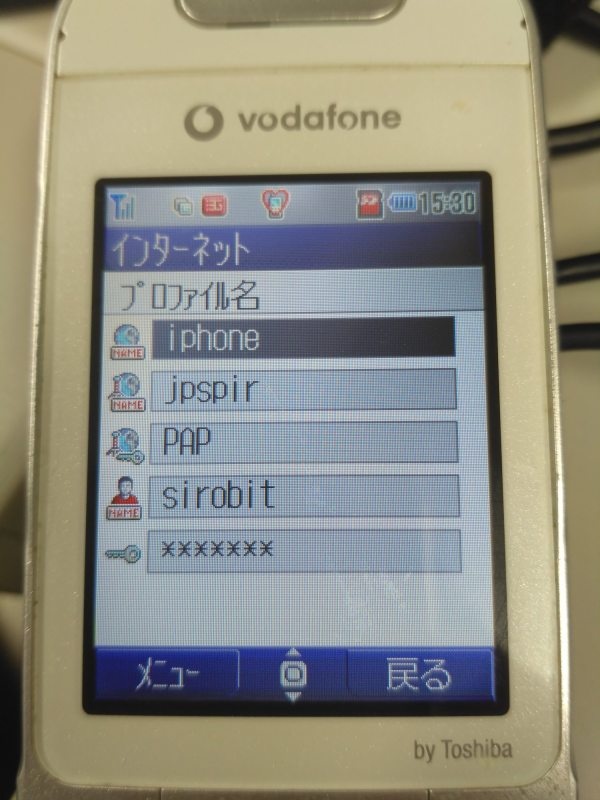 vodafone
3G
15:30
インターネット
プロファイル名
NAME
iphone
NAME
jpspir
PAP
NAME
sirobit
*******
メニュー
戻る
by Toshiba